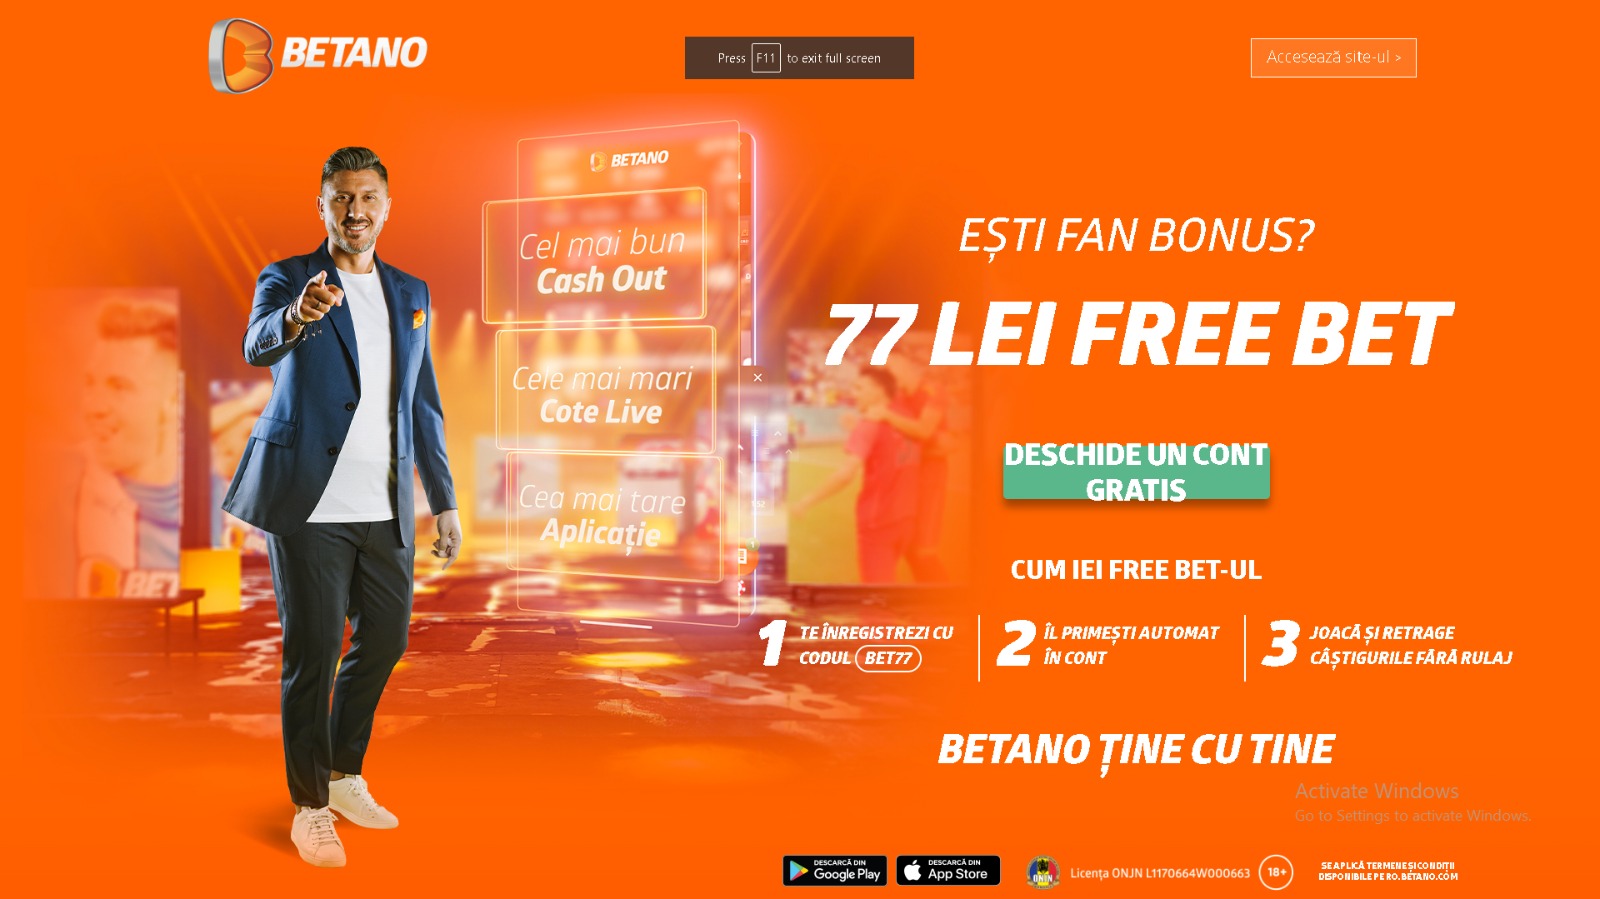 BETANO
Press F11 to exit full screen
Accesează site-ul >
BETANO
Cel mai bun
Cash Out
Cele mai mari
Cote Live
Cea mai tare
Aplicație
EȘTI FAN BONUS?
77 LEI FREE BET
DESCHIDE UN CONT
GRATIS
CUM IEI FREE BET-UL
1 TE ÎNREGISTREZI CU
CODUL BET77
2 ÎL PRIMEȘTI AUTOMAT
ÎN CONT
3 JOACĂ ȘI RETRAGE
CÂȘTIGURILE FĂRĂ RULAJ
BETANO ȚINE CU TINE
Activate Windows
Go to Settings to activate Windows.
DESCARCĂ DIN
Google Play
DESCARCĂ DIN
App Store
ONJN
Licența ONJN L1170664W000663
18+
SE APLICĂ TERMENE ȘI CONDIȚII
DISPONIBILE PE RO.BETANO.COM